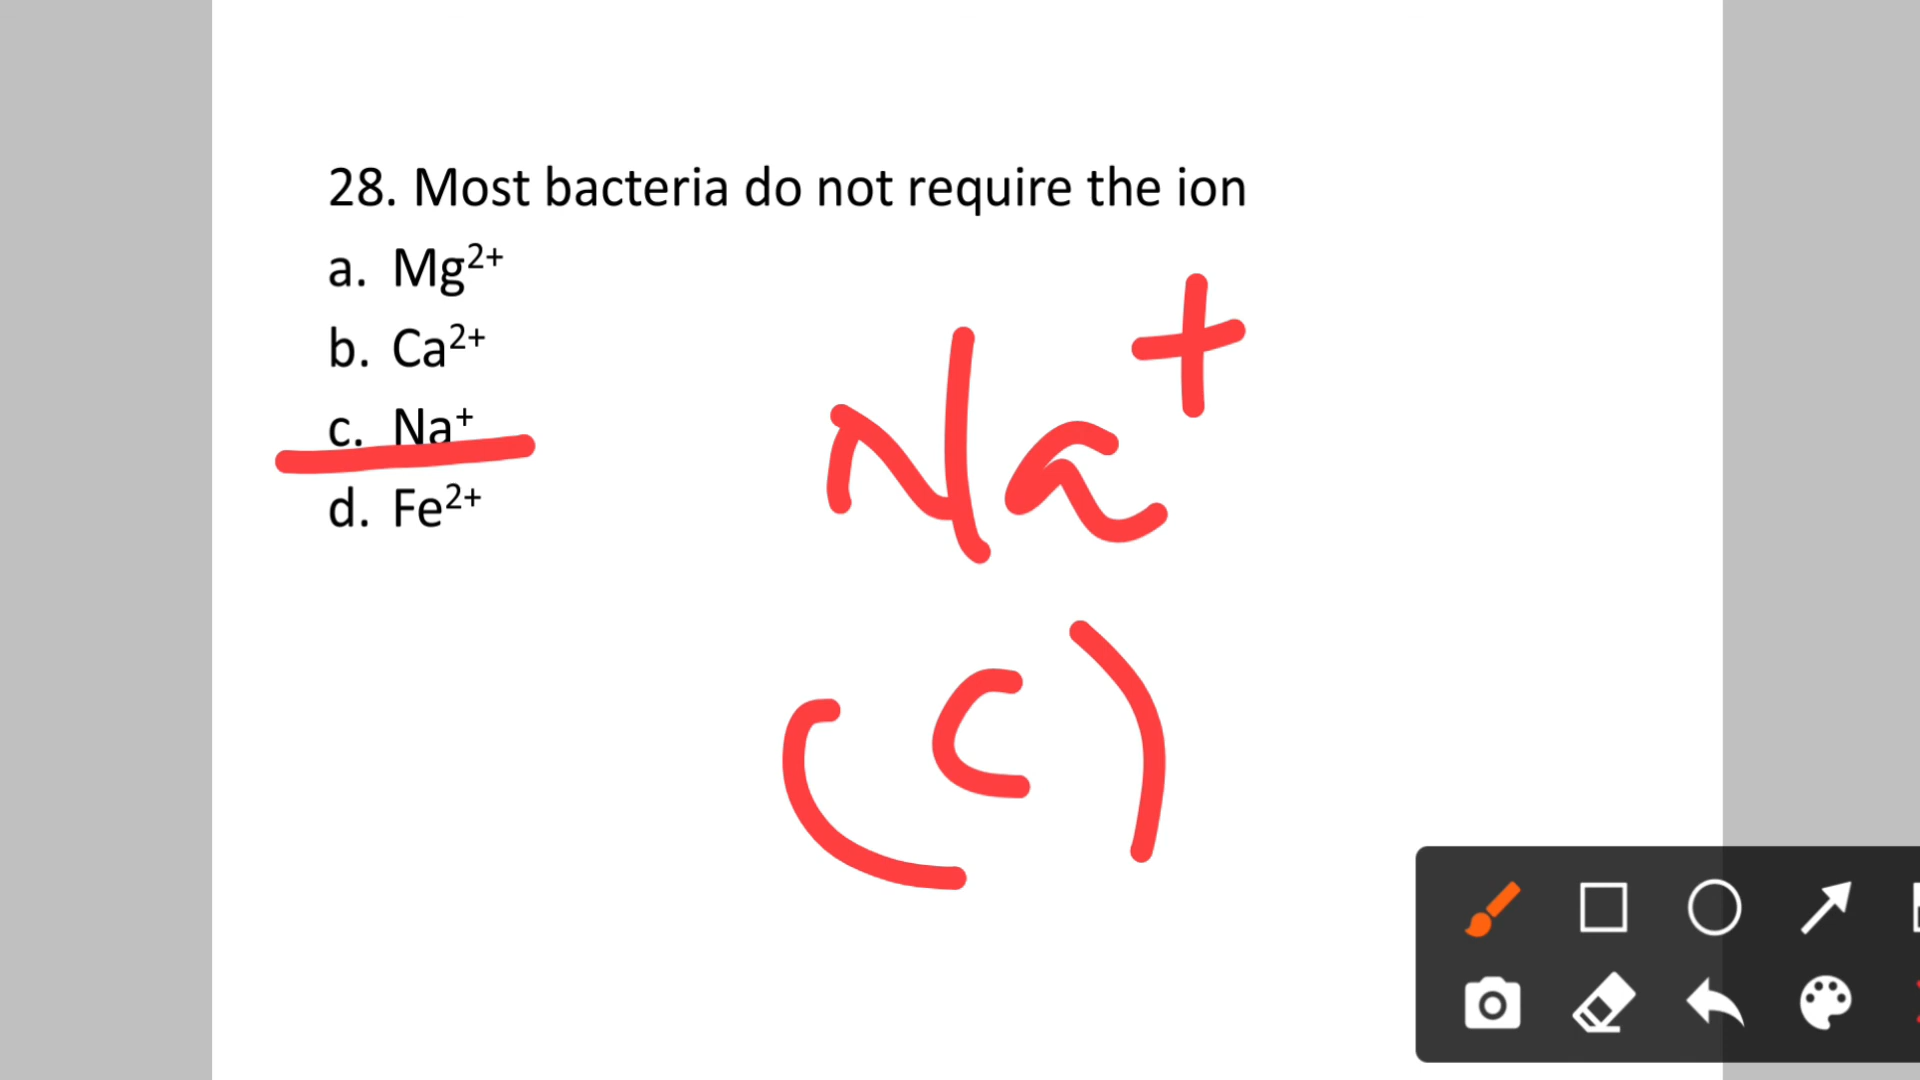 28. Most bacteria do not require the ion
a. Mg²⁺
b. Ca²⁺
c. Na⁺
d. Fe²⁺
Na⁺
(c)